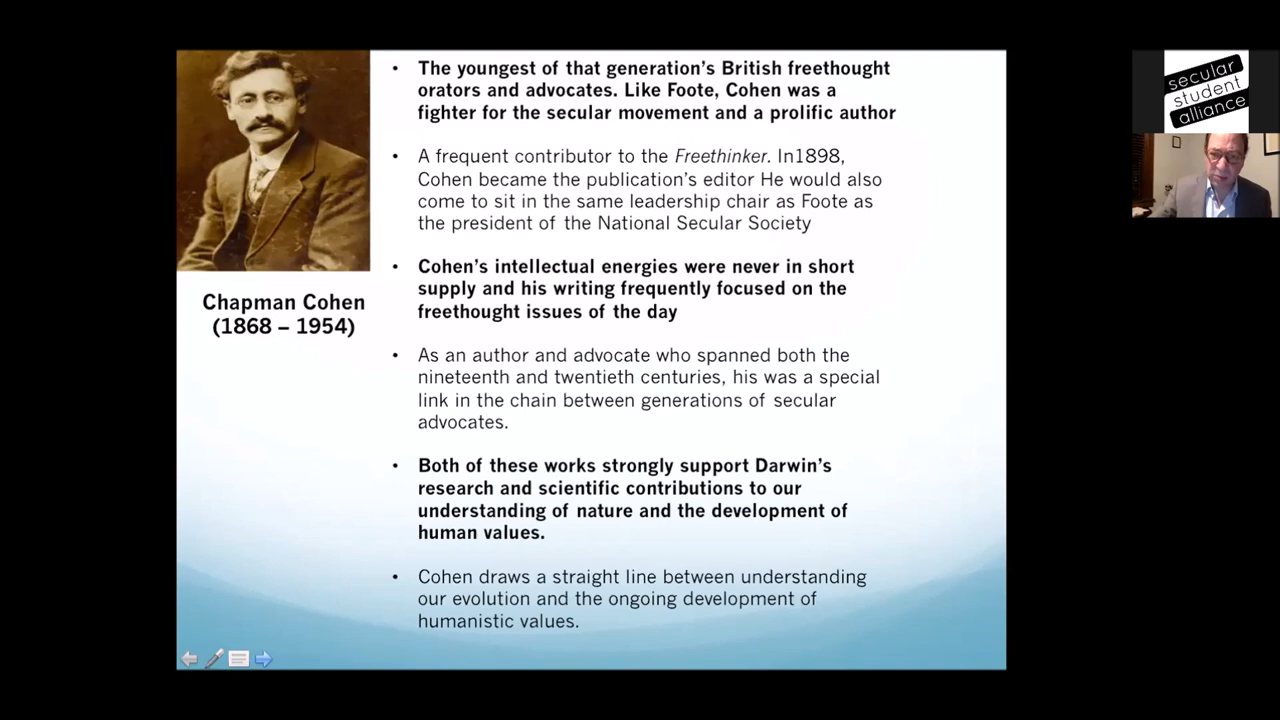 The youngest of that generation's British freethought
orators and advocates. Like Foote, Cohen was a
fighter for the secular movement and a prolific author
A frequent contributor to the Freethinker. In1898,
Cohen became the publication's editor He would also
come to sit in the same leadership chair as Foote as
the president of the National Secular Society
Cohen's intellectual energies were never in short
supply and his writing frequently focused on the
freethought issues of the day
As an author and advocate who spanned both the
nineteenth and twentieth centuries, his was a special
link in the chain between generations of secular
advocates.
Both of these works strongly support Darwin's
research and scientific contributions to our
understanding of nature and the development of
human values.
Cohen draws a straight line between understanding
our evolution and the ongoing development of
humanistic values.
Chapman Cohen
(1868 – 1954)
secular
student
alliance